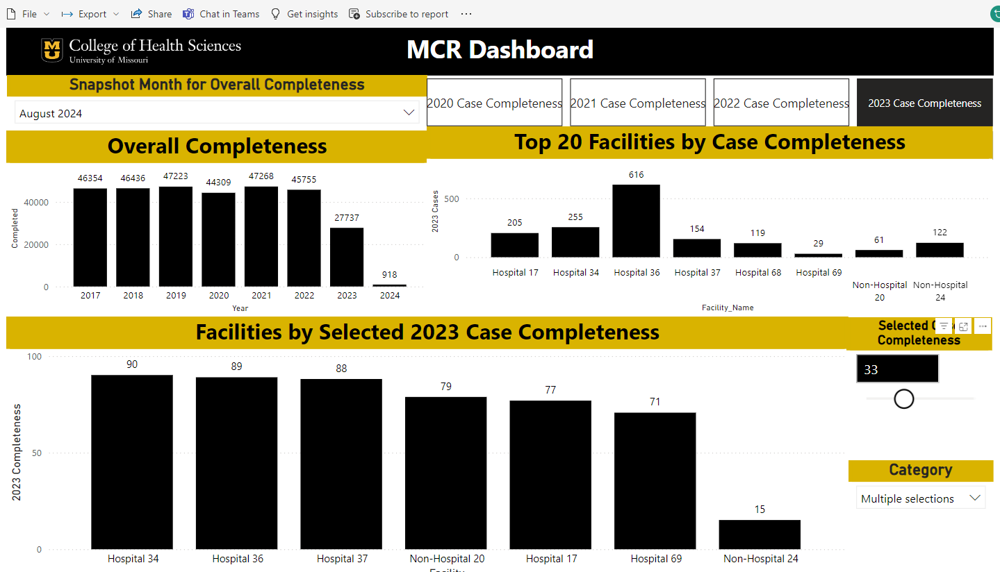 File
Export
Share
Chat in Teams
Get insights
Subscribe to report
MU
College of Health Sciences
University of Missouri
MCR Dashboard
Snapshot Month for Overall Completeness
August 2024
2020 Case Completeness
2021 Case Completeness
2022 Case Completeness
2023 Case Completeness
Overall Completeness
46354 46436 47223 44309 47268 45755 27737 918
Completed
40000
20000
0
2017 2018 2019 2020 2021 2022 2023 2024
Year
Top 20 Facilities by Case Completeness
2023 Cases
500
0
205 255 616 154 119 29 61 122
Hospital 17 Hospital 34 Hospital 36 Hospital 37 Hospital 68 Hospital 69
Non-Hospital Non-Hospital
20 24
Facility_Name
Facilities by Selected 2023 Case Completeness
2023 Completeness
100
50
0
90 89 88 79 77 71 15
Hospital 34 Hospital 36 Hospital 37 Non-Hospital 20 Hospital 17 Hospital 69 Non-Hospital 24
Selected
Completeness
33
Category
Multiple selections